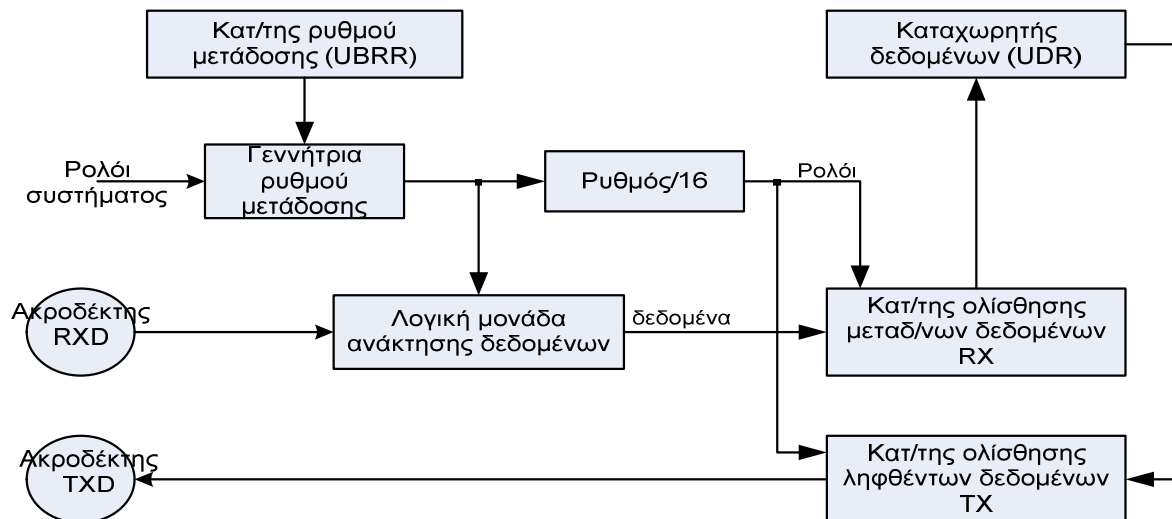 Κατ/της ρυθμού
μετάδοσης (UBRR)
Καταχωρητής
δεδομένων (UDR)
Ρολόι
συστήματος
Γεννήτρια
ρυθμού
μετάδοσης
Ρυθμός/16
Ρολόι
Ακροδέκτης
RXD
Λογική μονάδα
ανάκτησης δεδομένων
δεδομένα
Κατ/της ολίσθησης
μεταδ/νων δεδομένων
RX
Ακροδέκτης
TXD
Κατ/της ολίσθησης
ληφθέντων δεδομένων
TX